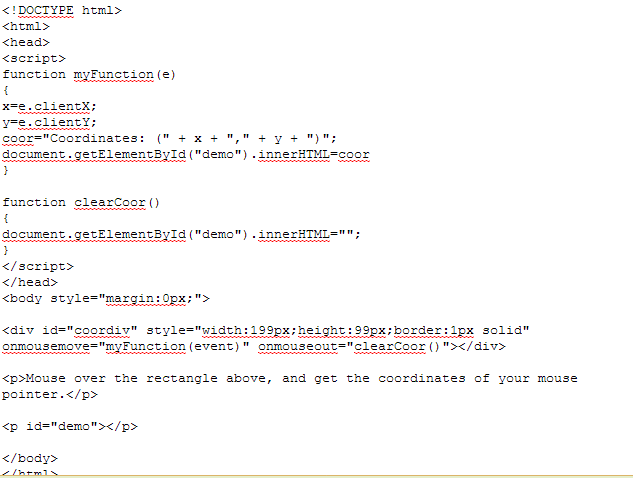 <!DOCTYPE html>
<html>
<head>
<script>
function myFunction(e)
{
x=e.clientX;
y=e.clientY;
coor="Coordinates: (" + x + "," + y + ")";
document.getElementById("demo").innerHTML=coor
}
function clearCoor()
{
document.getElementById("demo").innerHTML="";
}
</script>
</head>
<body style="margin:0px;">
<div id="coordiv" style="width:199px;height:99px;border:1px solid"
onmousemove="myFunction(event)" onmouseout="clearCoor()"></div>
<p>Mouse over the rectangle above, and get the coordinates of your mouse
pointer.</p>
<p id="demo"></p>
</body>
</html>